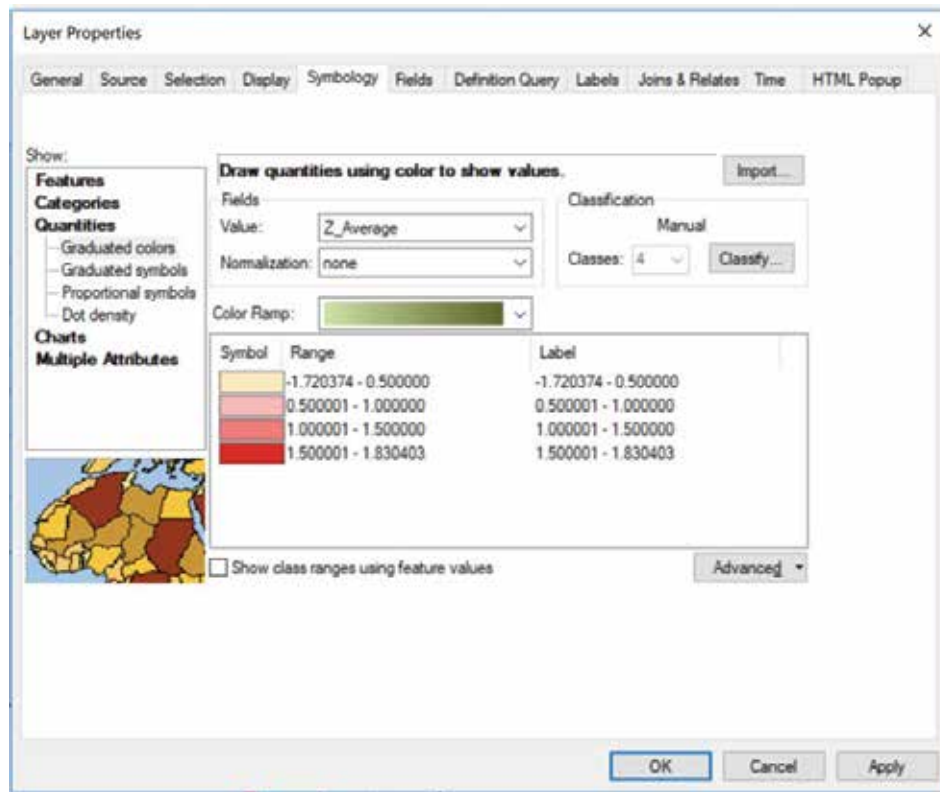 Layer Properties
General Source Selection Display Symbology Fields Definition Query Labels Joins & Relates Time HTML Popup
Show:
Features
Categories
Quantities
Graduated colors
Graduated symbols
Proportional symbols
Dot density
Charts
Multiple Attributes
Draw quantities using color to show values.
Import...
Fields
Value: Z_Average
Normalization: none
Classification
Manual
Classes: 4 Classify...
Color Ramp:
Symbol Range Label
-1.720374 - 0.500000 -1.720374 - 0.500000
0.500001 - 1.000000 0.500001 - 1.000000
1.000001 - 1.500000 1.000001 - 1.500000
1.500001 - 1.830403 1.500001 - 1.830403
Show class ranges using feature values
Advanced
OK Cancel Apply